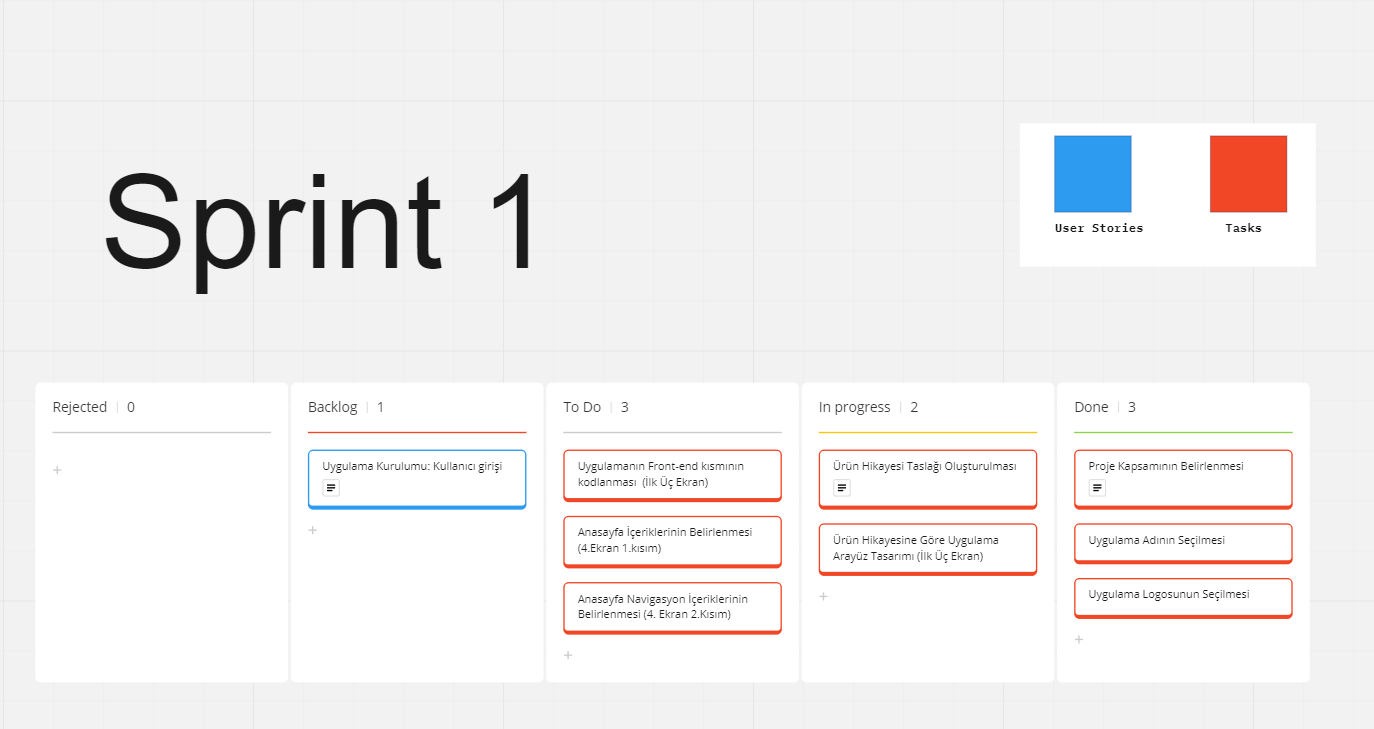 Sprint 1
User Stories
Tasks
Rejected 0
Backlog 1
Uygulama Kurulumu: Kullanıcı girişi
To Do 3
Uygulamanın Front-end kısmının
kodlanması (İlk Üç Ekran)
Anasayfa İçeriklerinin Belirlenmesi
(4.Ekran 1.kısım)
Anasayfa Navigasyon İçeriklerinin
Belirlenmesi (4. Ekran 2.Kısım)
In progress 2
Ürün Hikayesi Taslağı Oluşturulması
Ürün Hikayesine Göre Uygulama
Arayüz Tasarımı (İlk Üç Ekran)
Done 3
Proje Kapsamının Belirlenmesi
Uygulama Adının Seçilmesi
Uygulama Logosunun Seçilmesi